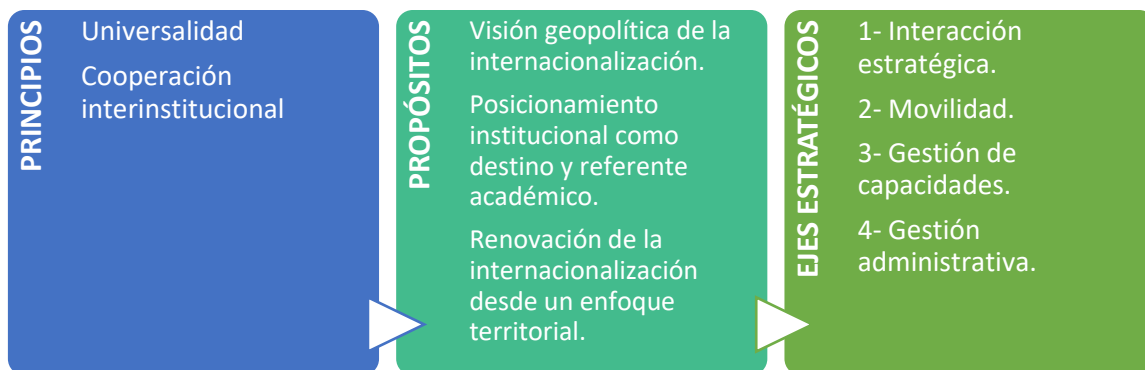 PRINCIPIOS
Universalidad
Cooperación
interinstitucional
PROPÓSITOS
Visión geopolítica de la
internacionalización.
Posicionamiento
institucional como
destino y referente
académico.
Renovación de la
internacionalización
desde un enfoque
territorial.
EJES ESTRATÉGICOS
1- Interacción
estratégica.
2- Movilidad.
3- Gestión de
capacidades.
4- Gestión
administrativa.